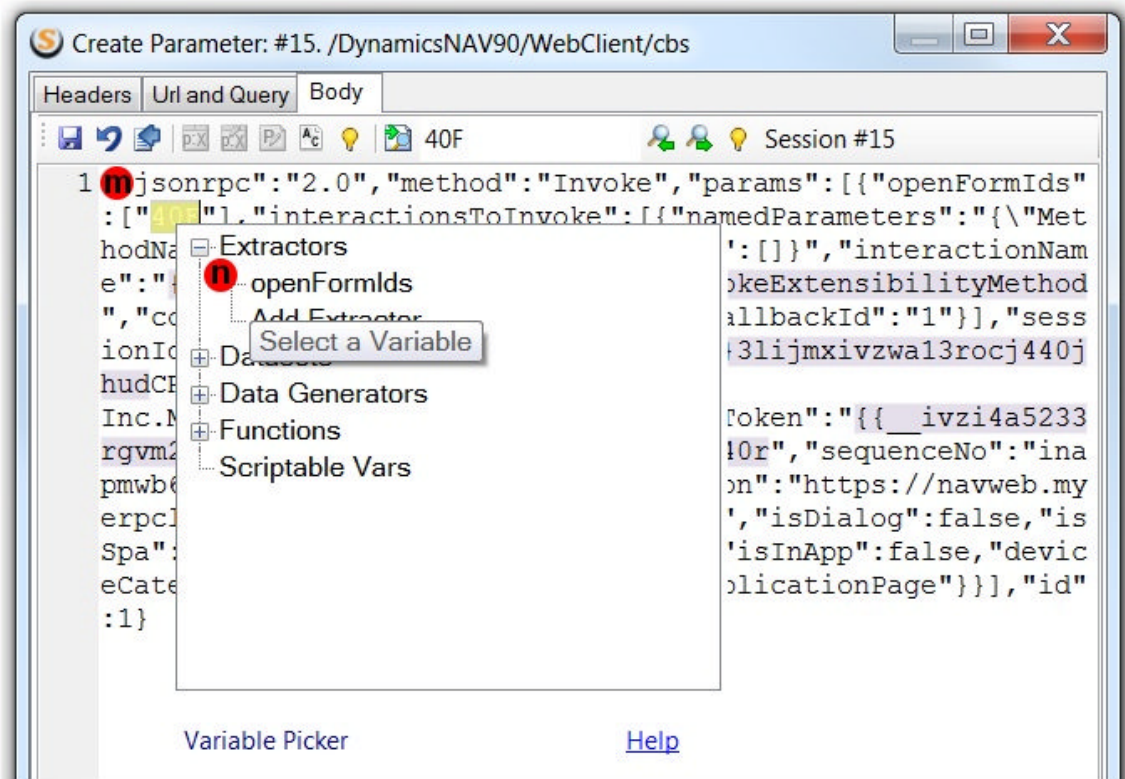 S Create Parameter: #15. /DynamicsNAV90/WebClient/cbs X
Headers Url and Query Body
40F Session #15
1 m jsonrpc":"2.0","method":"Invoke","params":[{"openFormIds"
:["40F"],"interactionsToInvoke":[{"namedParameters":"{\"Met
hodNa ":[]}","interactionNam
Extractors
e":" okeExtensibilityMethod
n openFormIds
","co allbackId":"1"}],"sess
Add Extractor
Select a Variable
ionId 3lijmxivzwa13rocj440j
Datasets
hudCR
Data Generators
Inc.N Token":"{{__ivzi4a5233
Functions
rgvm2 40r","sequenceNo":"ina
Scriptable Vars
pmwb6 on":"https://navweb.my
erpcl ","isDialog":false,"is
Spa": "isInApp":false,"devic
eCate plicationPage"}}],"id"
:1}
Variable Picker Help